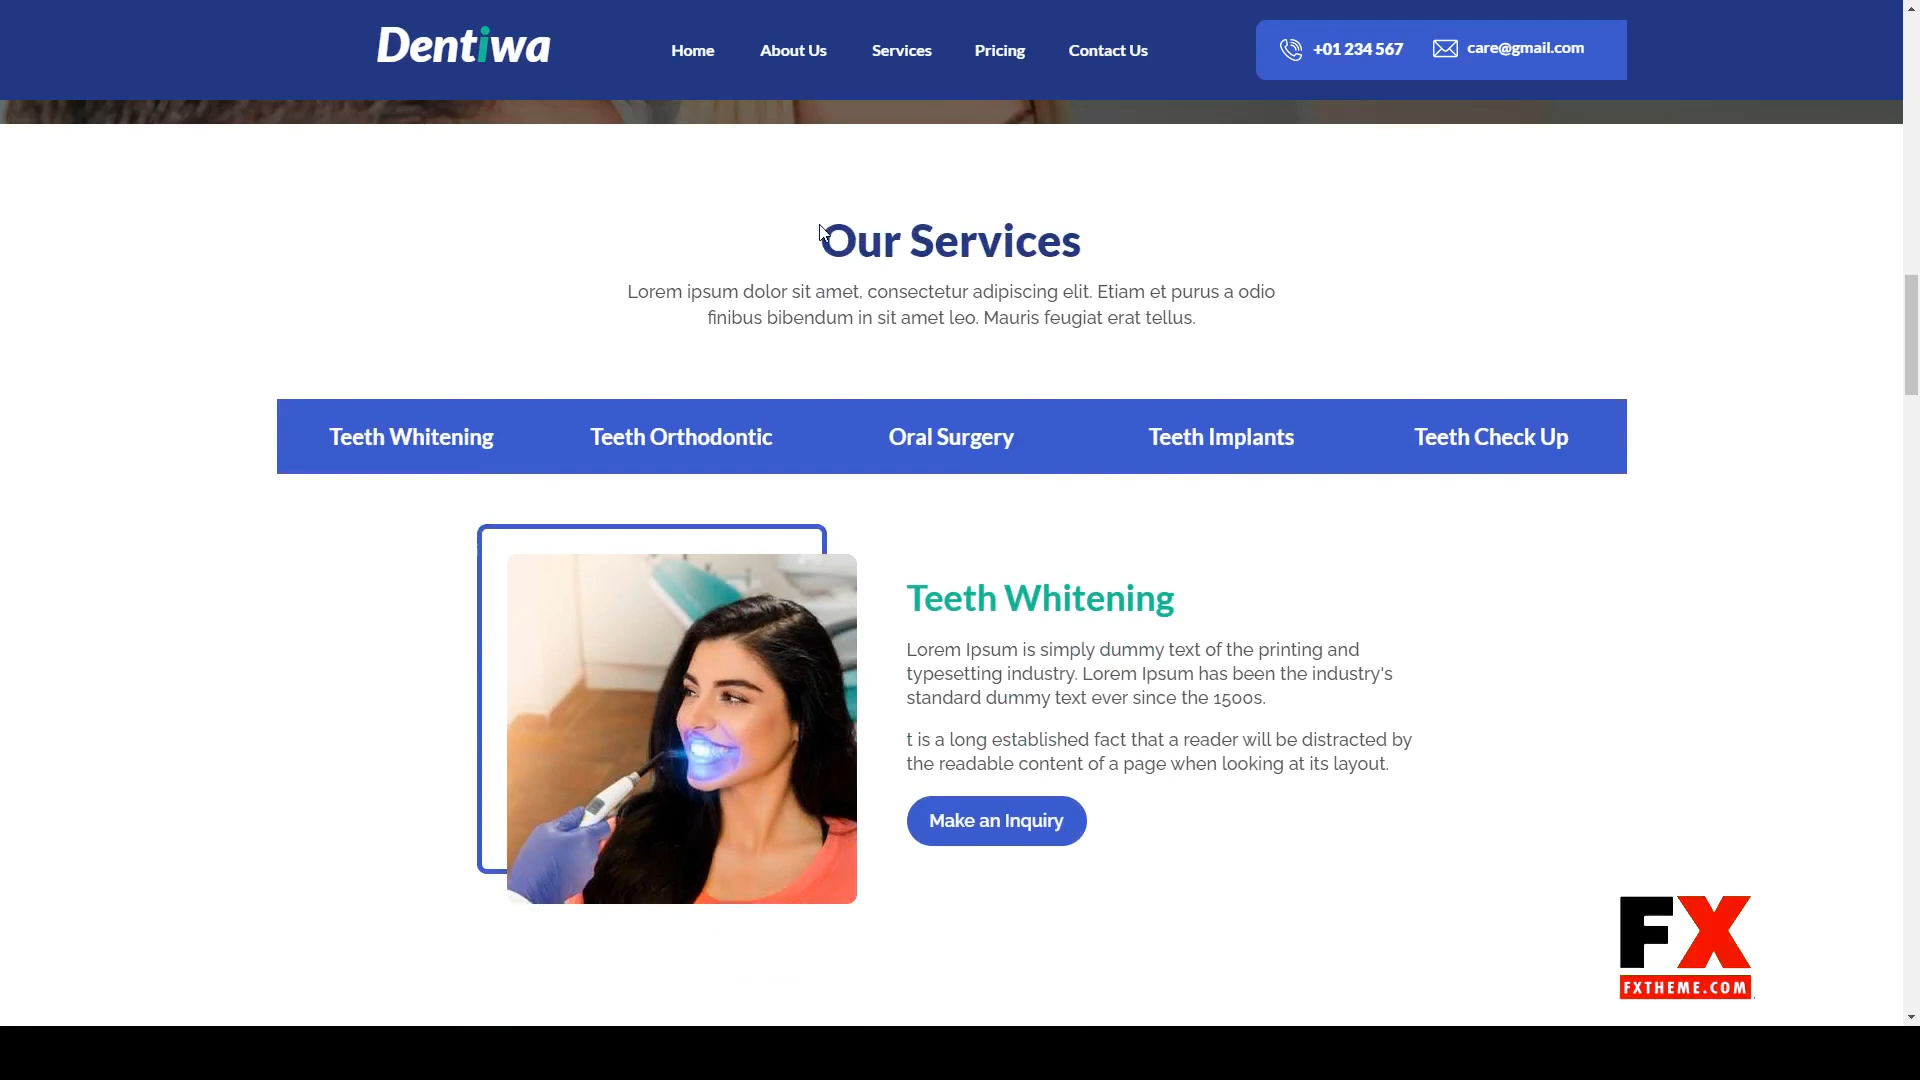 Dentiwa
Home About Us Services Pricing Contact Us
+01 234 567 care@gmail.com
Our Services
Lorem ipsum dolor sit amet, consectetur adipiscing elit. Etiam et purus a odio
finibus bibendum in sit amet leo. Mauris feugiat erat tellus.
Teeth Whitening Teeth Orthodontic Oral Surgery Teeth Implants Teeth Check Up
Teeth Whitening
Lorem Ipsum is simply dummy text of the printing and
typesetting industry. Lorem Ipsum has been the industry's
standard dummy text ever since the 1500s.
t is a long established fact that a reader will be distracted by
the readable content of a page when looking at its layout.
Make an Inquiry
FX
FXTHEME.COM